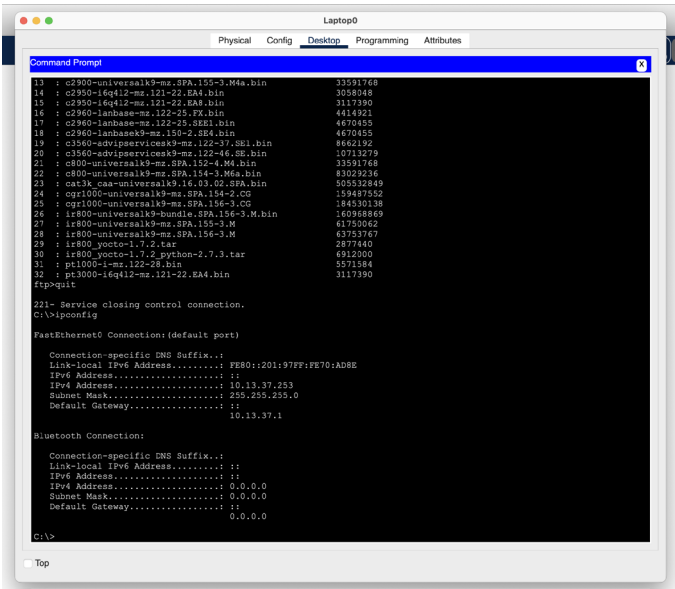 Laptop0
Physical Config Desktop Programming Attributes
Command Prompt
X
13 : c2900-universalk9-mz.SPA.155-3.M4a.bin 33591768
14 : c2950-i6q4l2-mz.121-22.EA4.bin 3058048
15 : c2950-i6q4l2-mz.121-22.EA8.bin 3117390
16 : c2960-lanbase-mz.122-25.FX.bin 4414921
17 : c2960-lanbase-mz.122-25.SEE1.bin 4670455
18 : c2960-lanbasek9-mz.150-2.SE4.bin 4670455
19 : c3560-advipservicesk9-mz.122-37.SE1.bin 8662192
20 : c3560-advipservicesk9-mz.122-46.SE.bin 10713279
21 : c800-universalk9-mz.SPA.152-4.M4.bin 33591768
22 : c800-universalk9-mz.SPA.154-3.M6a.bin 83029236
23 : cat3k_caa-universalk9.16.03.02.SPA.bin 505532849
24 : cgr1000-universalk9-mz.SPA.154-2.CG 159487552
25 : cgr1000-universalk9-mz.SPA.156-3.CG 184530138
26 : ir800-universalk9-bundle.SPA.156-3.M.bin 160968869
27 : ir800-universalk9-mz.SPA.155-3.M 61750062
28 : ir800-universalk9-mz.SPA.156-3.M 63753767
29 : ir800_yocto-1.7.2.tar 2877440
30 : ir800_yocto-1.7.2_python-2.7.3.tar 6912000
31 : pt1000-i-mz.122-28.bin 5571584
32 : pt3000-i6q4l2-mz.121-22.EA4.bin 3117390
ftp>quit
221- Service closing control connection.
C:\>ipconfig
FastEthernet0 Connection:(default port)
Connection-specific DNS Suffix..:
Link-local IPv6 Address.........: FE80::201:97FF:FE70:AD8E
IPv6 Address....................: ::
IPv4 Address....................: 10.13.37.253
Subnet Mask.....................: 255.255.255.0
Default Gateway.................: ::
10.13.37.1
Bluetooth Connection:
Connection-specific DNS Suffix..:
Link-local IPv6 Address.........: ::
IPv6 Address....................: ::
IPv4 Address....................: 0.0.0.0
Subnet Mask.....................: 0.0.0.0
Default Gateway.................: ::
0.0.0.0
C:\>
Top